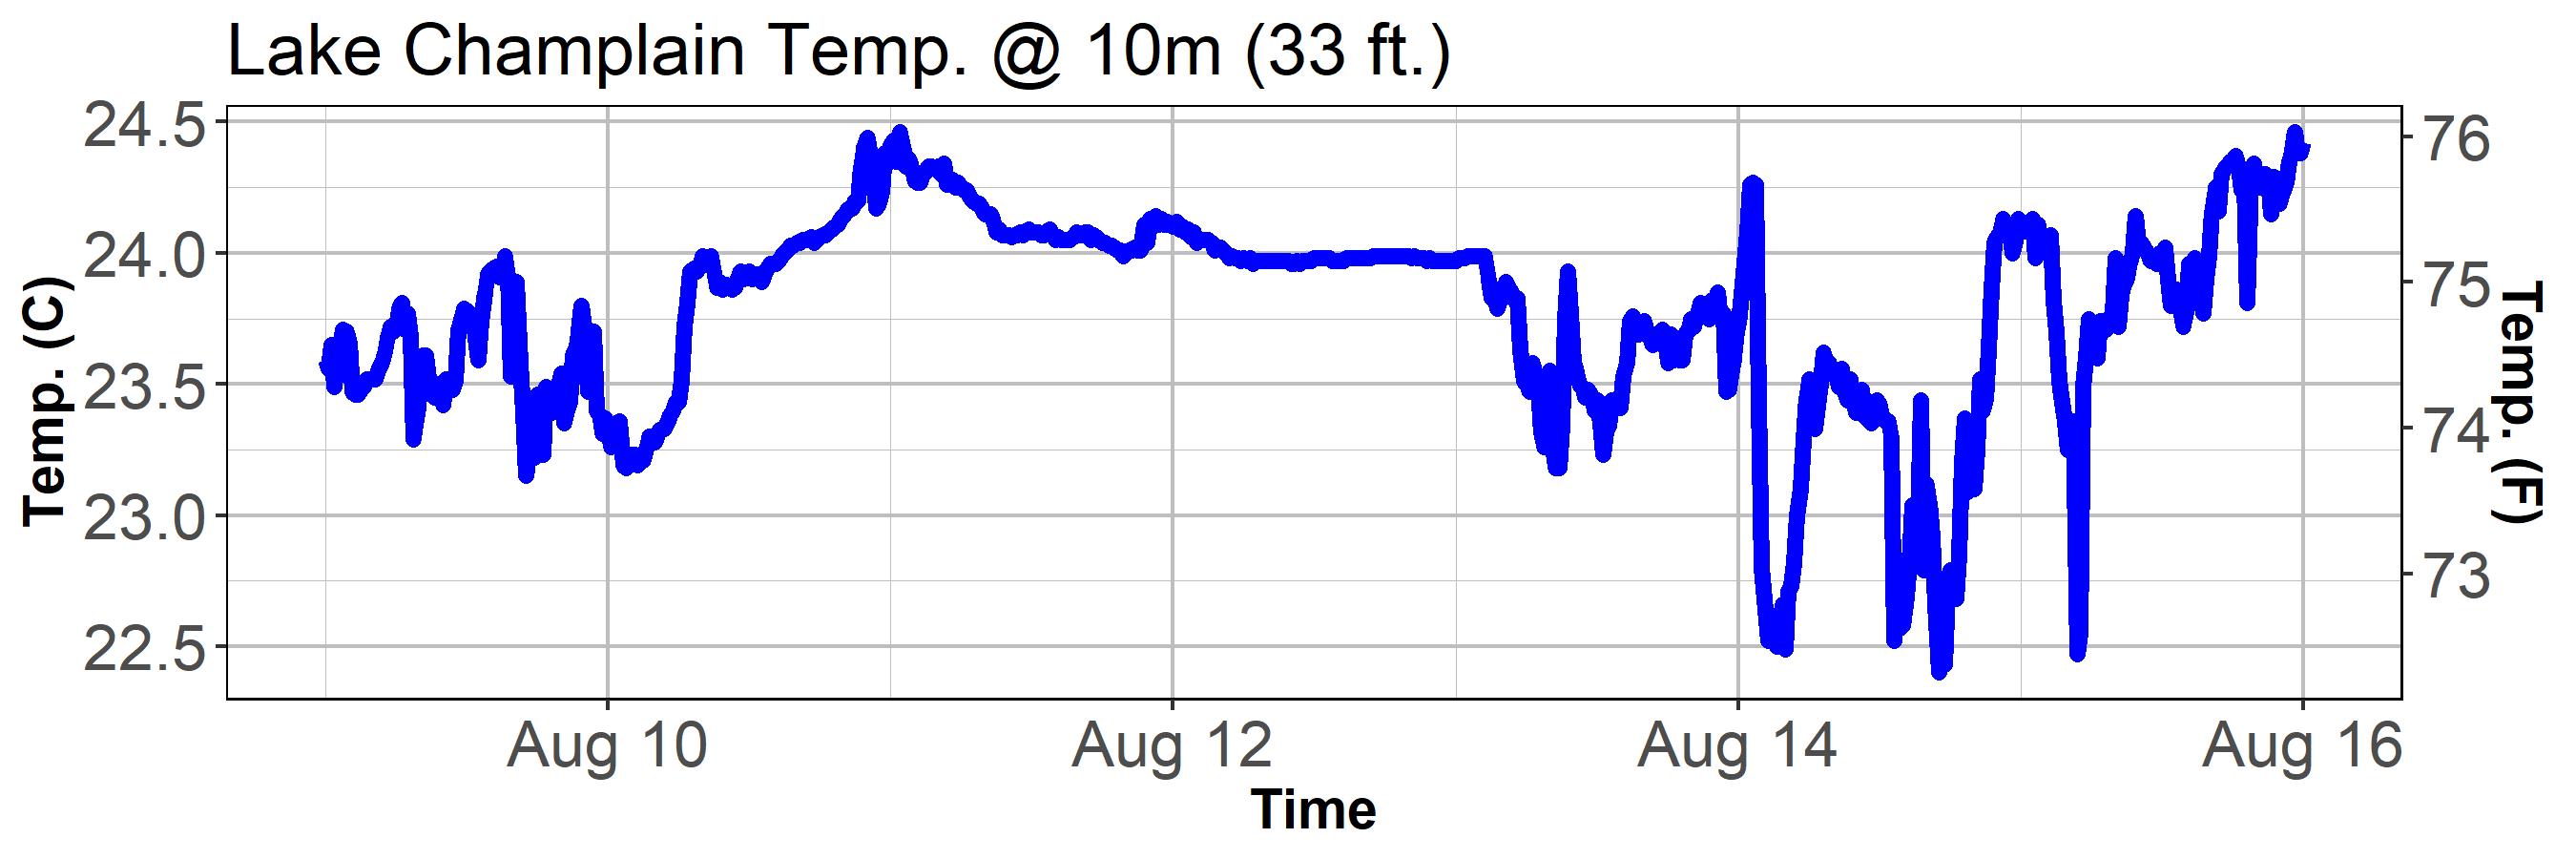 Lake Champlain Temp. @ 10m (33 ft.)
24.5
24.0
23.5
23.0
22.5
Temp. (C)
76
75
74
73
Temp. (F)
Aug 10 Aug 12 Aug 14 Aug 16
Time